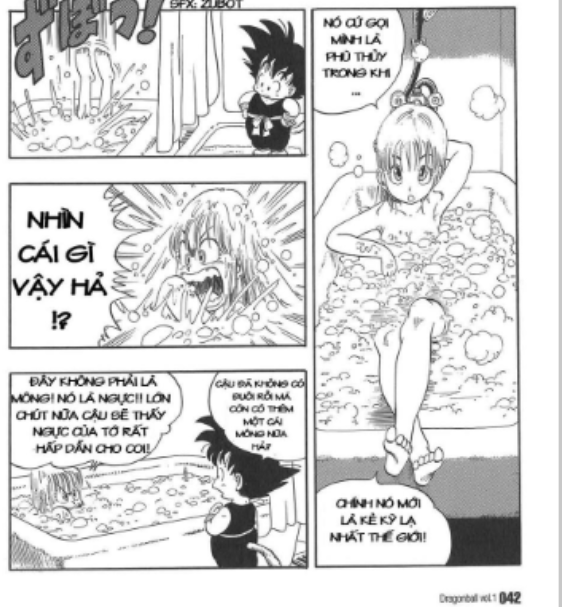 NÓ CỨ GỌI
MÌNH LÀ
PHÙ THỦY
TRONG KHI
...
CHÍNH NÓ MỚI
LÀ KẺ KỲ LẠ
NHẤT THẾ GIỚI!
ずぼっ!
SFX: ZUBOT
NHÌN
CÁI GÌ
VẬY HẢ
!?
CẬU ĐÃ KHÔNG CÓ
ĐUÔI RỒI MÀ
CÒN CÓ THÊM
MỘT CÁI
MÔNG NỮA
HẢ?
ĐÂY KHÔNG PHẢI LÀ
MÔNG! NÓ LÀ NGỰC!! LỚN
CHÚT NỮA CẬU SẼ THẤY
NGỰC CỦA TỚ RẤT
HẤP DẪN CHO COI!
Dragonball vol.1 042